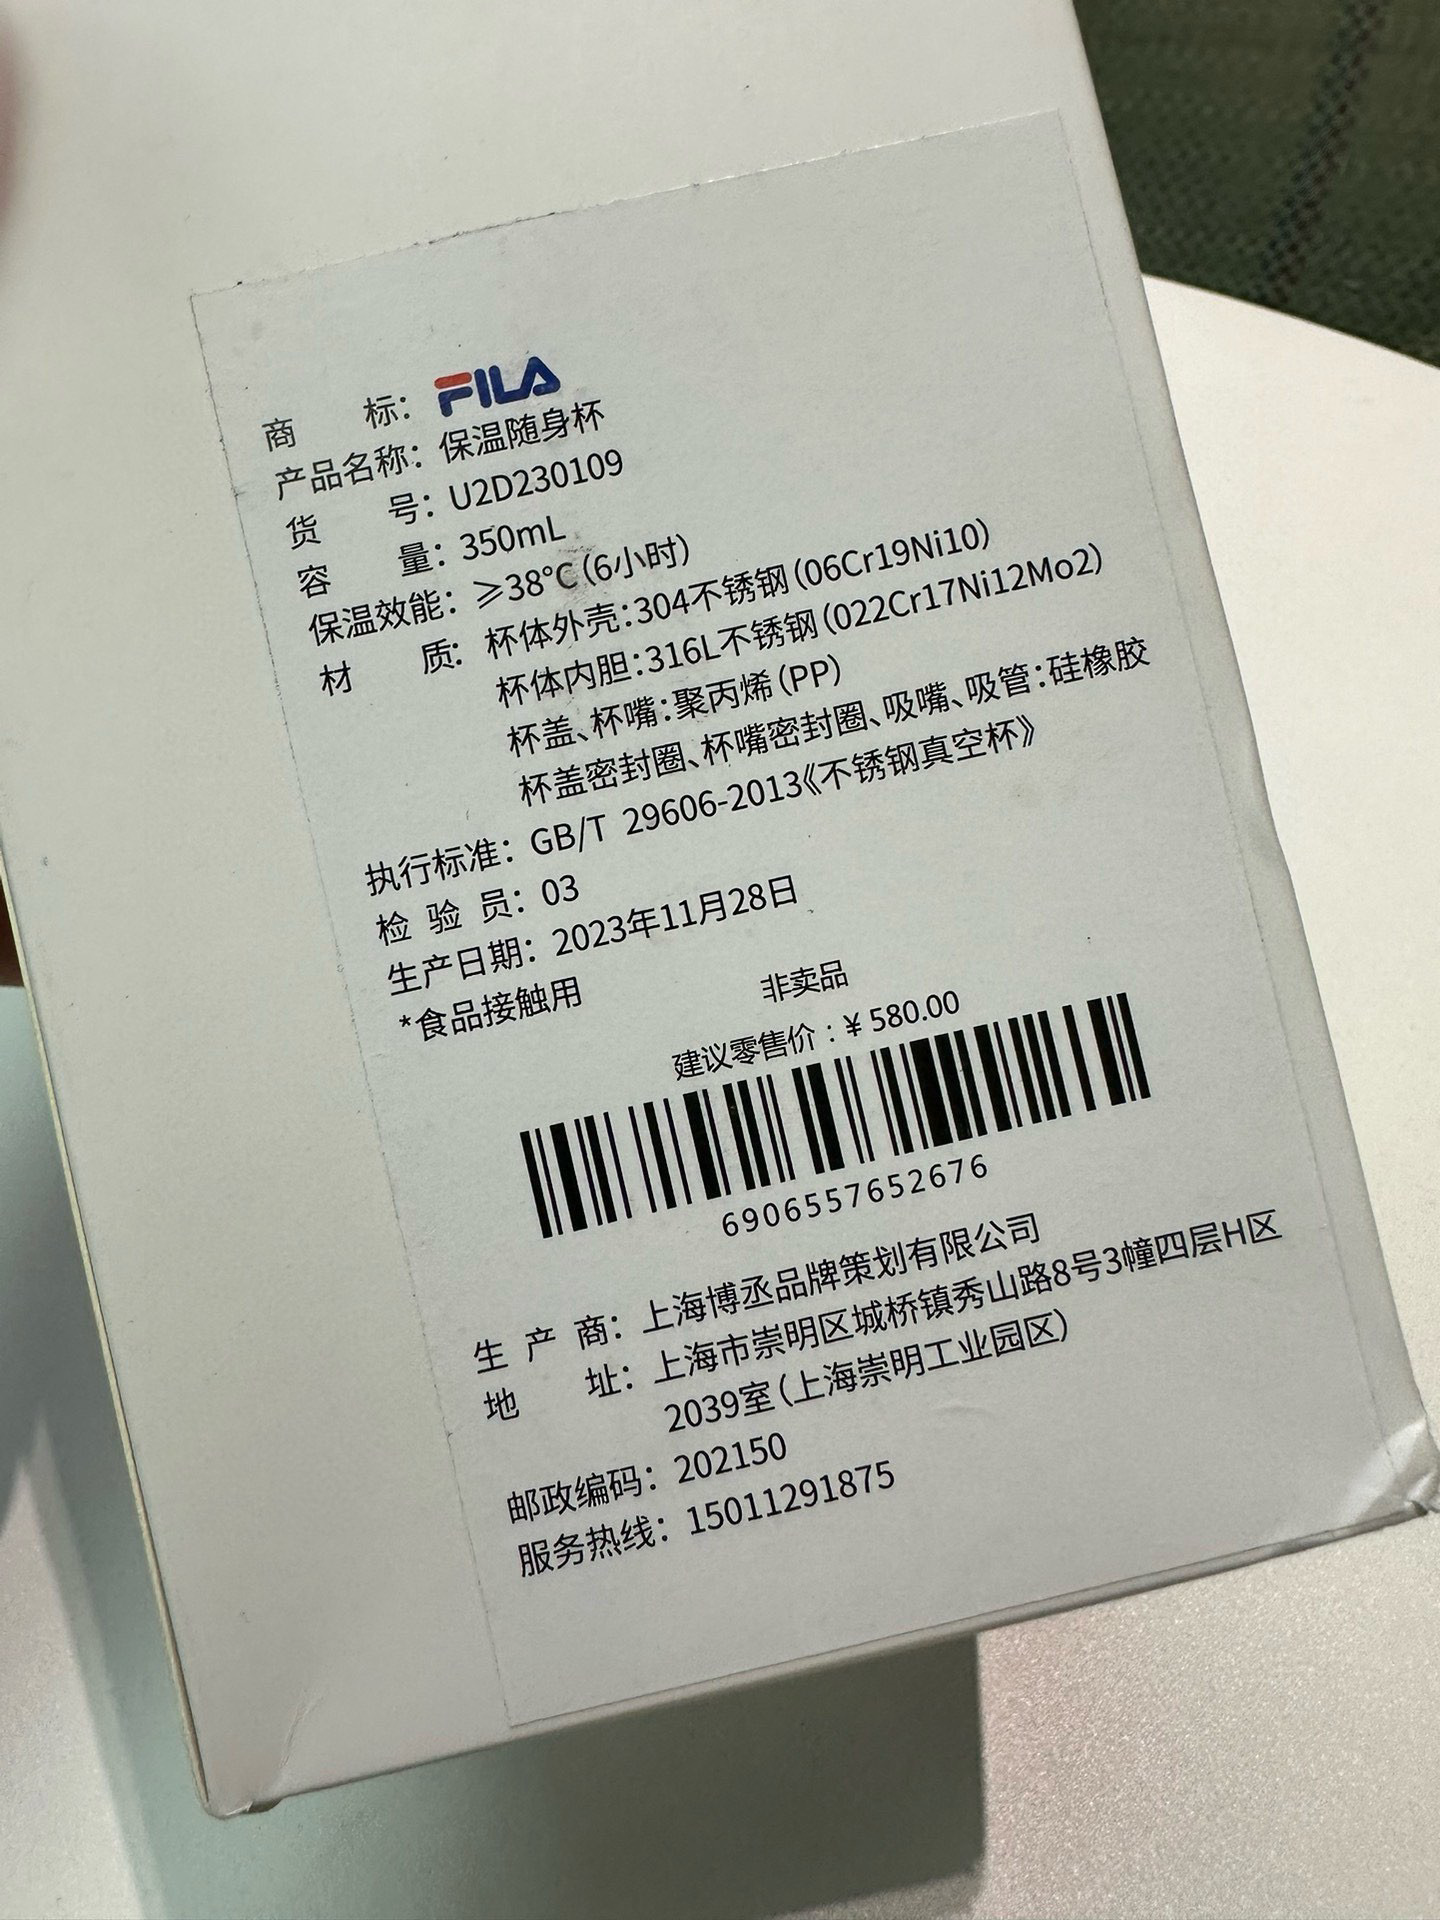 商 标： FILA
产品名称： 保温随身杯
货 号： U2D230109
容 量： 350mL
保温效能： ≥38℃(6小时)
材 质： 杯体外壳：304不锈钢(06Cr19Ni10)
杯体内胆：316L不锈钢(022Cr17Ni12Mo2)
杯盖、杯嘴：聚丙烯(PP)
杯盖密封圈、杯嘴密封圈、吸嘴、吸管：硅橡胶
执行标准： GB/T 29606-2013《不锈钢真空杯》
检 验 员： 03
生产日期： 2023年11月28日
*食品接触用
非卖品
建议零售价：¥580.00
6906557652676
生 产 商： 上海博丞品牌策划有限公司
地 址： 上海市崇明区城桥镇秀山路8号3幢四层H区
2039室(上海崇明工业园区)
邮政编码： 202150
服务热线： 15011291875